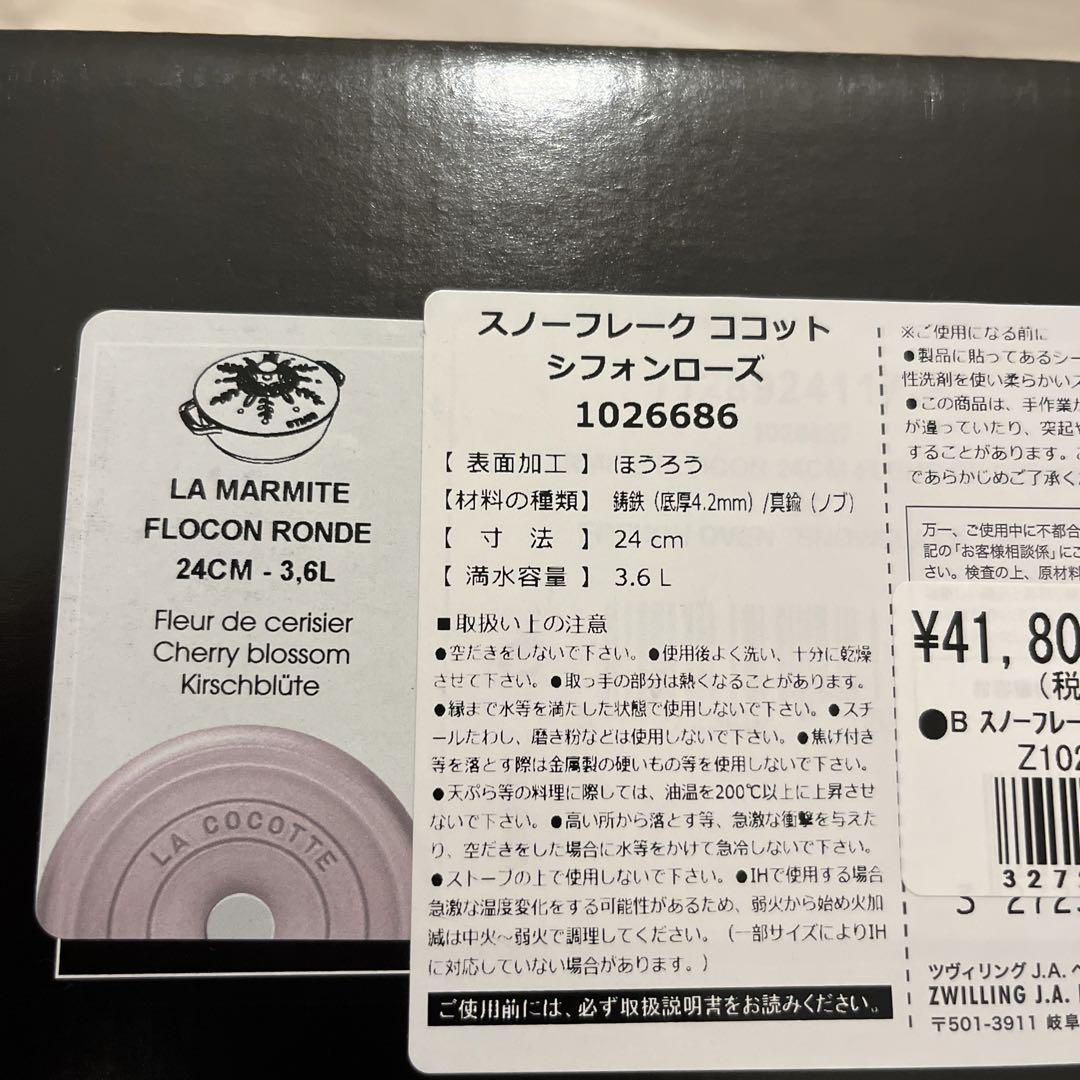 STAUB
LA MARMITE
FLOCON RONDE
24CM - 3,6L
Fleur de cerisier
Cherry blossom
Kirschblüte
LA COCOTTE
スノーフレーク ココット
シフォンローズ
1026686
【 表面加工 】 ほうろう
【材料の種類】 鋳鉄（底厚4.2mm）/真鍮（ノブ）
【 寸 法 】 24 cm
【 満水容量 】 3.6 L
■取扱い上の注意
●空だきをしないで下さい。●使用後よく洗い、十分に乾燥
させて下さい。●取っ手の部分は熱くなることがあります。
●縁まで水等を満たした状態で使用しないで下さい。●スチ
ールたわし、磨き粉などは使用しないで下さい。●焦げ付き
等を落とす際は金属製の硬いもの等を使用しないで下さい。
●天ぷら等の料理に際しては、油温を200℃以上に上昇させ
ないで下さい。●高い所から落とす等、急激な衝撃を与えた
り、空だきをした場合に水等をかけて急冷しないで下さい。
●ストーブの上で使用しないで下さい。●IHで使用する場合
急激な温度変化をする可能性があるため、弱火から始め火加
減は中火～弱火で調理してください。（一部サイズによりIH
に対応していない場合があります。）
ご使用前には、必ず取扱説明書をお読みください。
※ご使用になる前に
●製品に貼ってあるシー
性洗剤を使い柔らかいス
●この商品は、手作業が
が違っていたり、突起や
することがあります。こ
であらかじめご了承くだ
万一、ご使用中に不都合
記の「お客様相談係」にご
さい。検査の上、原材料
¥41,80
（税
●B スノーフレー
Z102
327
3 272
ツヴィリング J.A. ヘ
ZWILLING J.A.
〒501-3911 岐阜